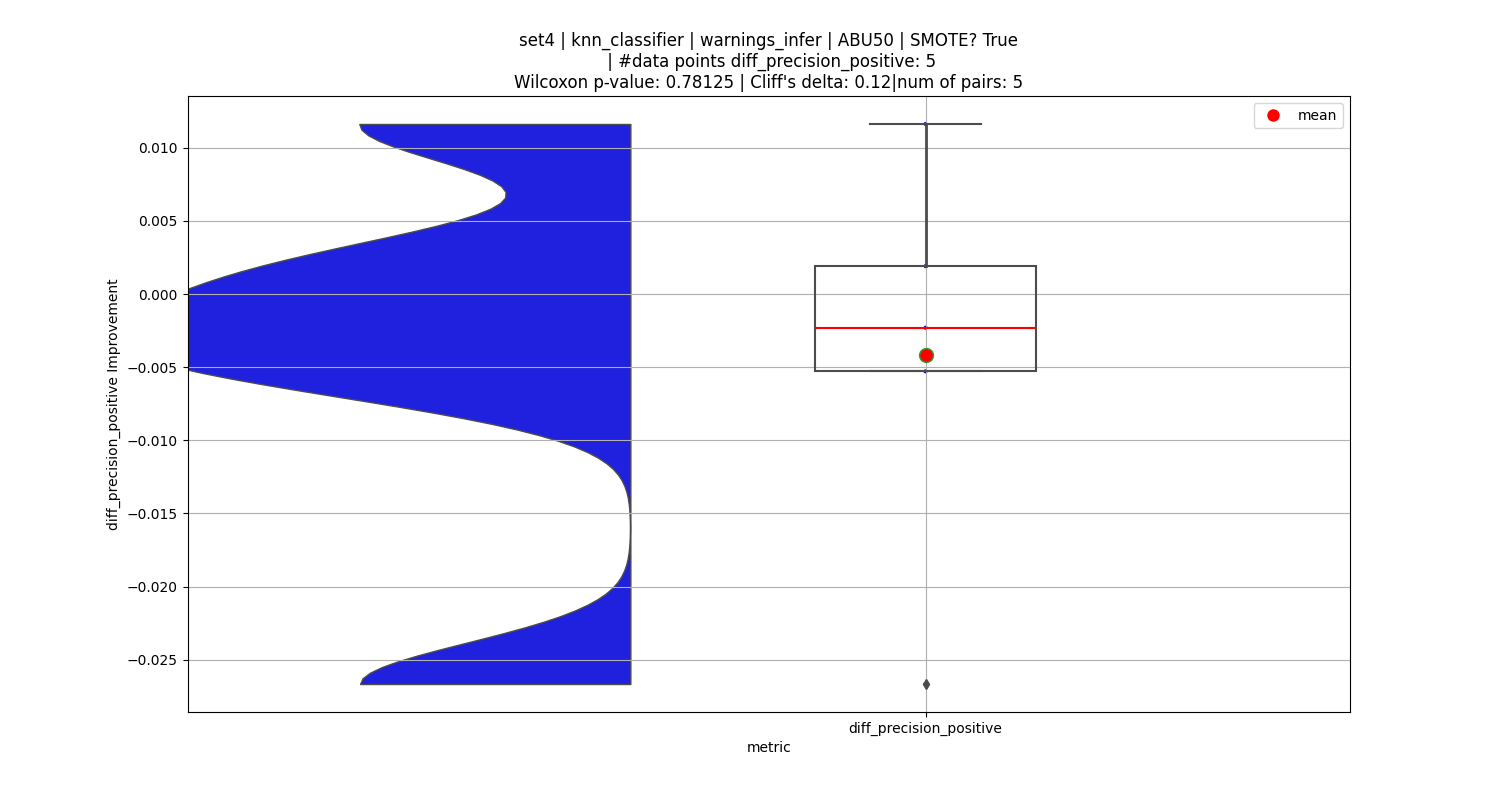 set4 | knn_classifier | warnings_infer | ABU50 | SMOTE? True
| #data points diff_precision_positive: 5
Wilcoxon p-value: 0.78125 | Cliff's delta: 0.12|num of pairs: 5
mean
0.010
0.005
0.000
−0.005
−0.010
−0.015
−0.020
−0.025
diff_precision_positive Improvement
diff_precision_positive
metric